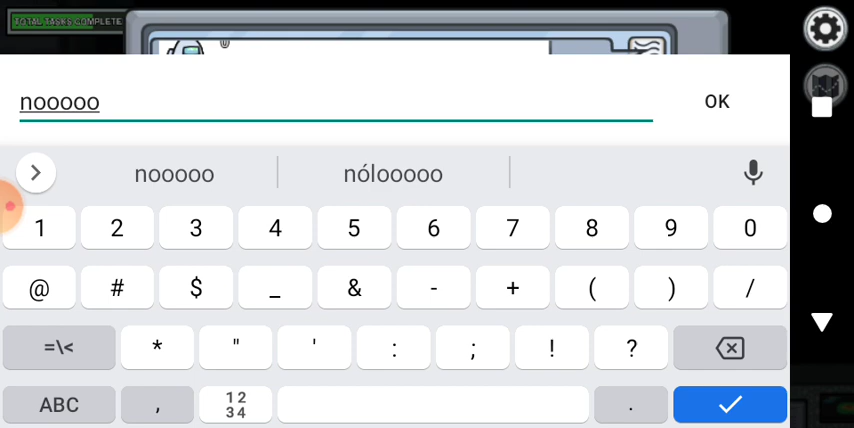 TOTAL TASKS COMPLETE
nooooo
OK
nooooo nólooooo
1 2 3 4 5 6 7 8 9 0
@ # $ _ & - + ( ) /
=\< * " ' : ; ! ?
ABC , 12 .
34